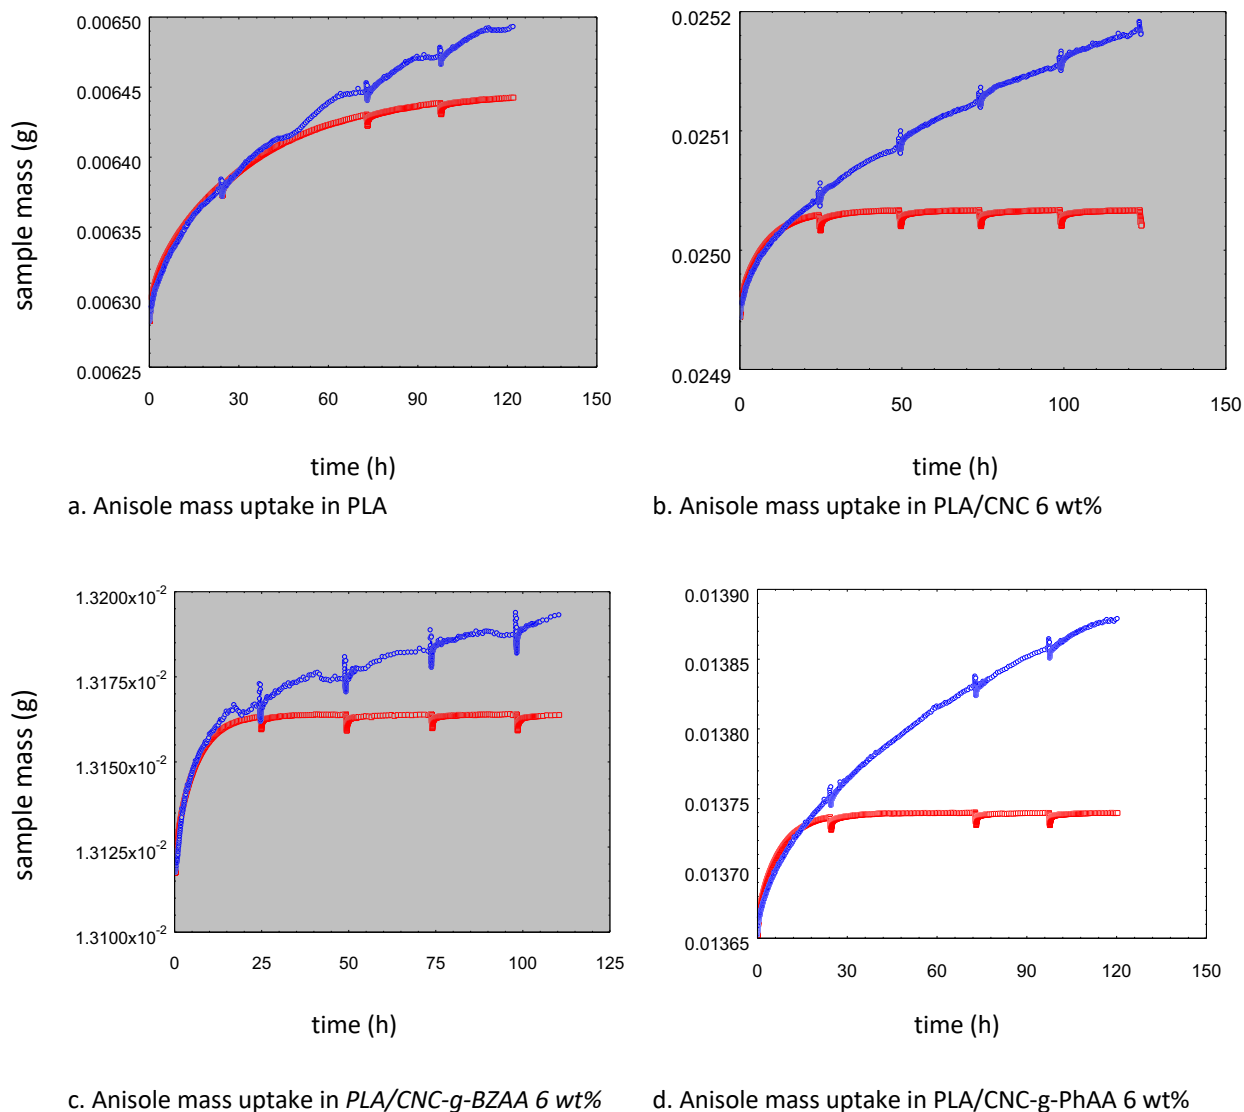 0.00650
0.00645
0.00640
0.00635
0.00630
0.00625
sample mass (g)
0 30 60 90 120 150
time (h)
a. Anisole mass uptake in PLA
0.0252
0.0251
0.0250
0.0249
0 50 100 150
time (h)
b. Anisole mass uptake in PLA/CNC 6 wt%
1.3200x10-2
1.3175x10-2
1.3150x10-2
1.3125x10-2
1.3100x10-2
sample mass (g)
0 25 50 75 100 125
time (h)
c. Anisole mass uptake in PLA/CNC-g-BZAA 6 wt%
0.01390
0.01385
0.01380
0.01375
0.01370
0.01365
0 30 60 90 120 150
time (h)
d. Anisole mass uptake in PLA/CNC-g-PhAA 6 wt%